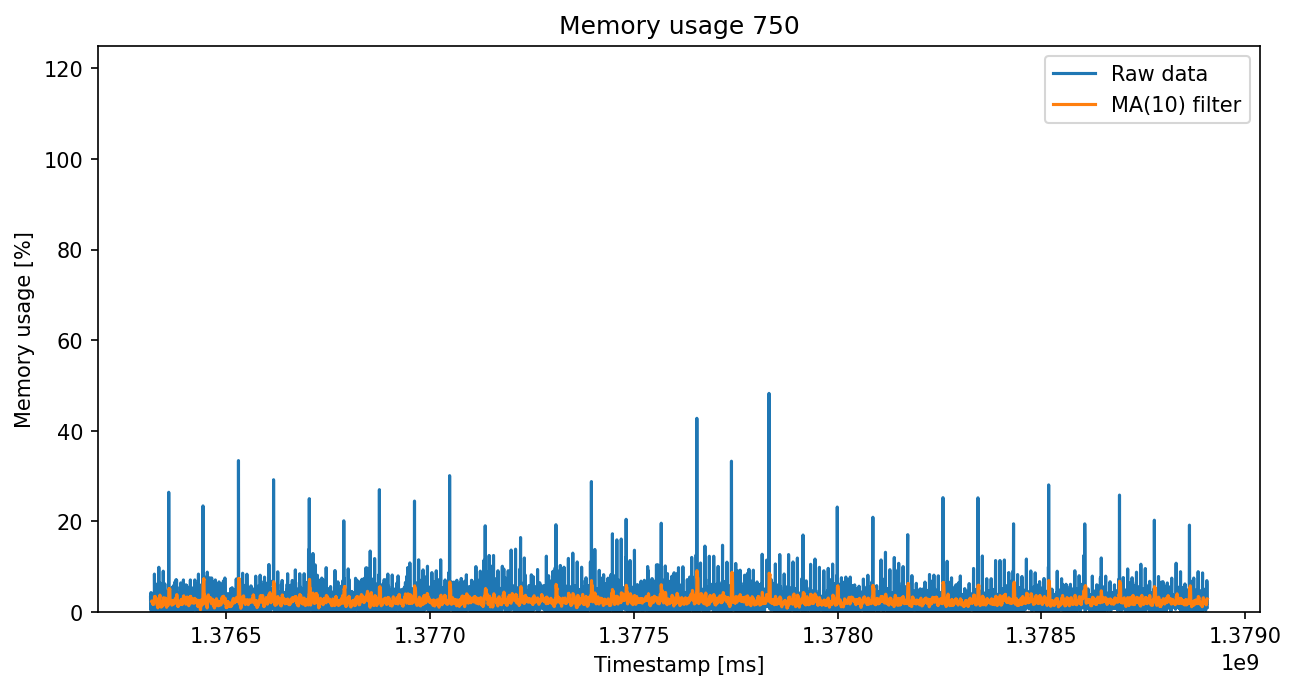 Memory usage 750
Raw data
MA(10) filter
Memory usage [%]
120
100
80
60
40
20
0
1.3765 1.3770 1.3775 1.3780 1.3785 1.3790
1e9
Timestamp [ms]